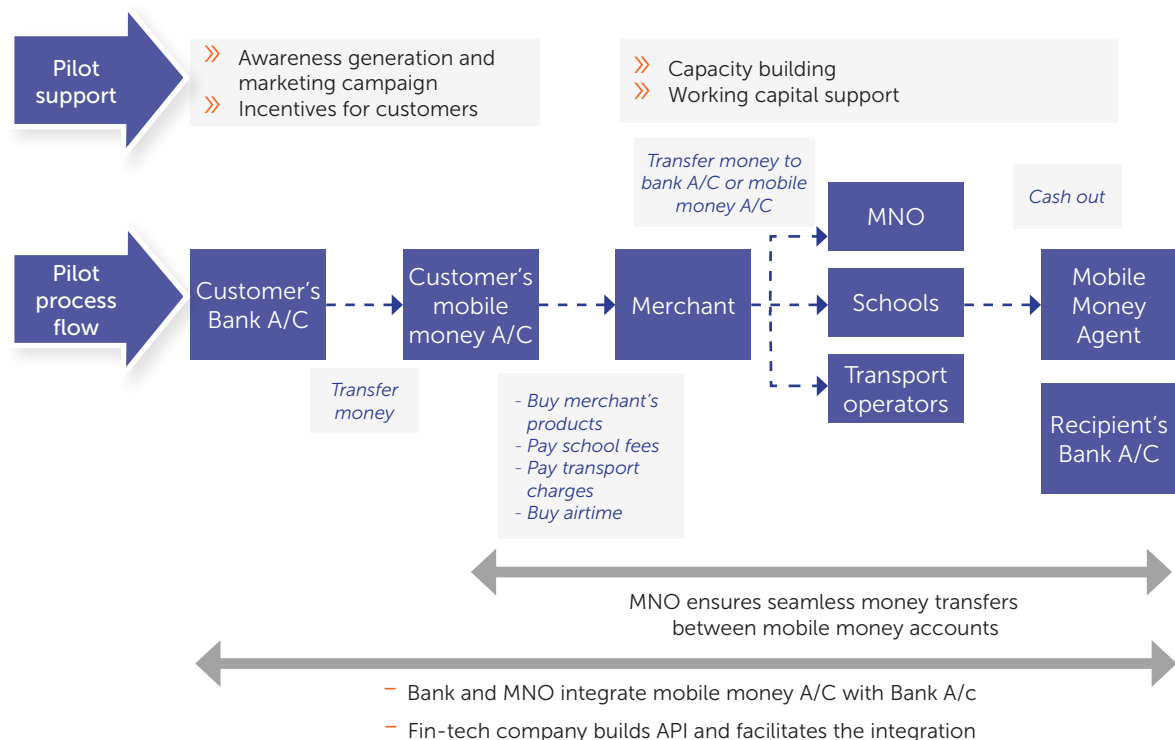 Pilot
support
» Awareness generation and
marketing campaign
» Incentives for customers
» Capacity building
» Working capital support
Transfer money to
bank A/C or mobile
money A/C
Cash out
Pilot
process
flow
Customer's
Bank A/C
Customer's
mobile
money A/C
Merchant
MNO
Schools
Transport
operators
Mobile
Money
Agent
Recipient's
Bank A/C
Transfer
money
- Buy merchant's
products
- Pay school fees
- Pay transport
charges
- Buy airtime
MNO ensures seamless money transfers
between mobile money accounts
– Bank and MNO integrate mobile money A/C with Bank A/c
– Fin-tech company builds API and facilitates the integration